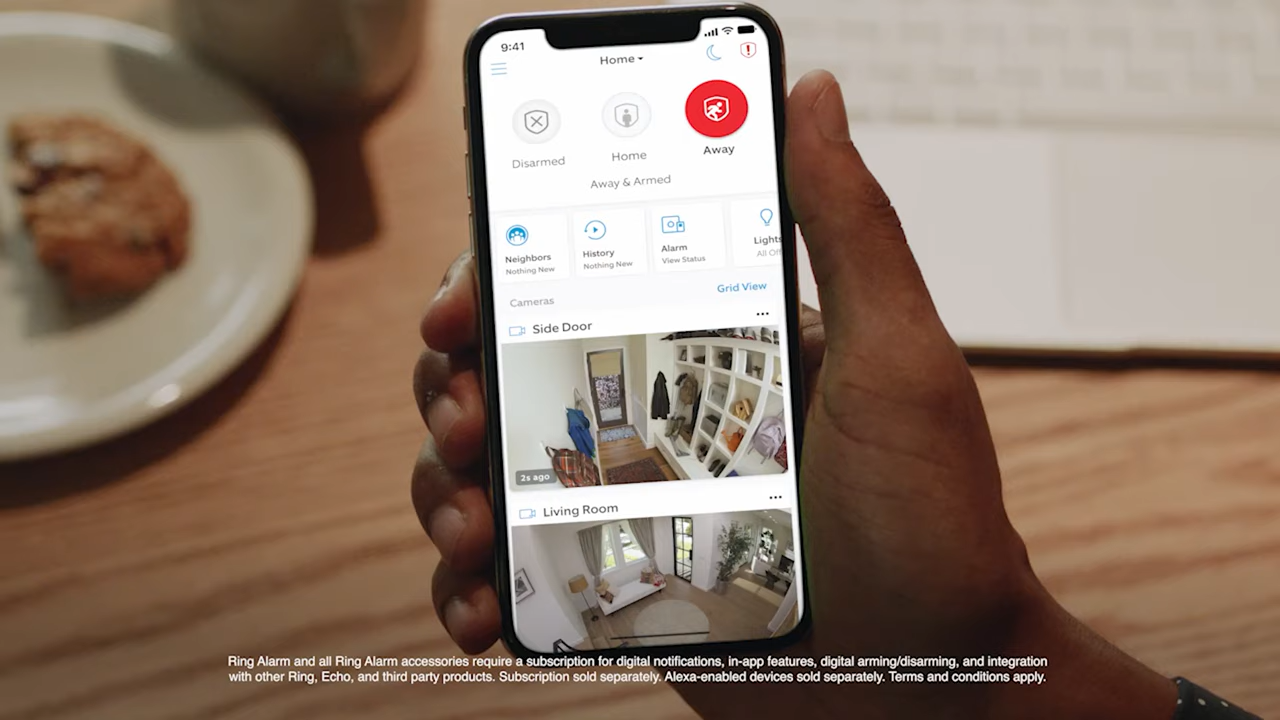 9:41
Home
Disarmed
Home
Away
Away & Armed
Neighbors
Nothing New
History
Nothing New
Alarm
View Status
Lights
All Off
Cameras
Grid View
Side Door
2s ago
Living Room
Ring Alarm and all Ring Alarm accessories require a subscription for digital notifications, in-app features, digital arming/disarming, and integration
with other Ring, Echo, and third party products. Subscription sold separately. Alexa-enabled devices sold separately. Terms and conditions apply.